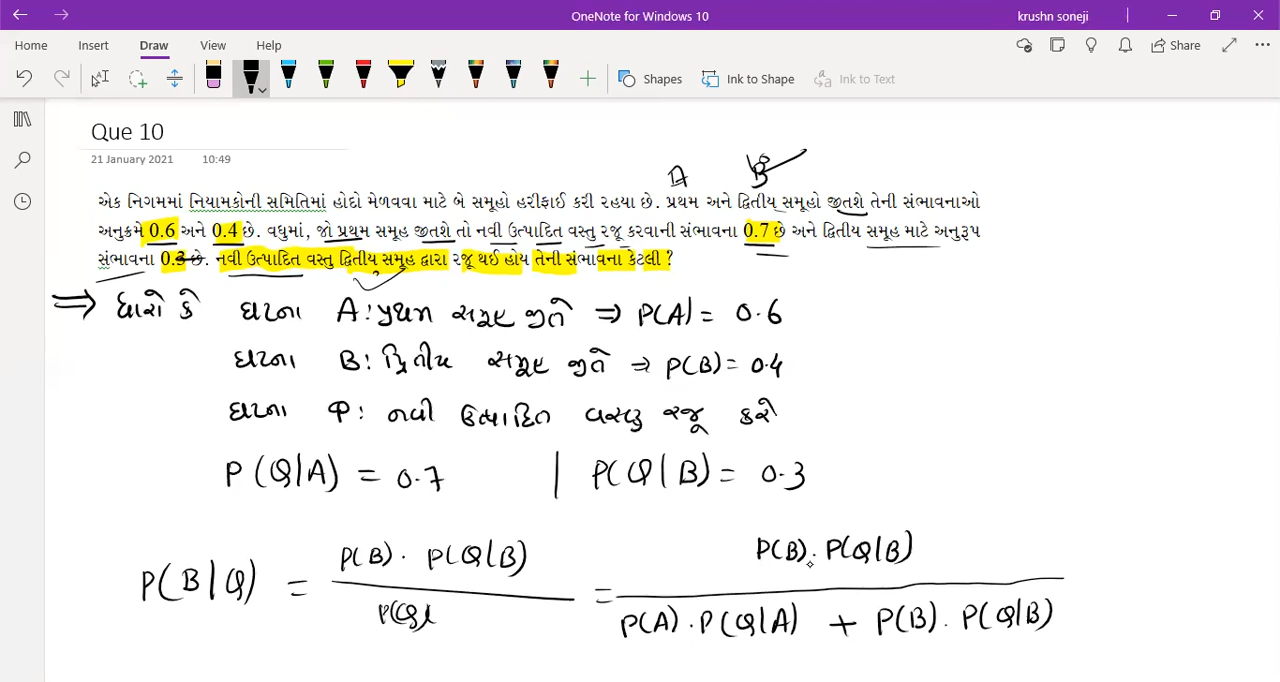 OneNote for Windows 10
krushn soneji
Home Insert Draw View Help
Share
Shapes Ink to Shape Ink to Text
Que 10
21 January 2021 10:49
A B
એક નિગમમાં નિયામકોની સમિતિમાં હોદો મેળવવા માટે બે સમૂહો હરીફાઈ કરી રહયા છે. પ્રથમ અને દ્વિતીય સમૂહો જીતશે તેની સંભાવનાઓ
અનુક્રમે 0.6 અને 0.4 છે. વધુમાં, જો પ્રથમ સમૂહ જીતશે તો નવી ઉત્પાદિત વસ્તુ રજૂ કરવાની સંભાવના 0.7 છે અને દ્વિતીય સમૂહ માટે અનુરૂપ
સંભાવના 0.3 છે. નવી ઉત્પાદિત વસ્તુ દ્વિતીય સમૂહ દ્વારા રજૂ થઈ હોય તેની સંભાવના કેટલી ?
⇒ ધારો કે ઘટના A: પ્રથમ સમૂહ જીતે ⇒ P(A) = 0.6
ઘટના B: દ્વિતીય સમૂહ જીતે ⇒ P(B) = 0.4
ઘટના Q: નવી ઉત્પાદિત વસ્તુ રજૂ કરે
P(Q|A) = 0.7 | P(Q|B) = 0.3
P(B|Q) = P(B) · P(Q|B) = P(B) · P(Q|B)
P(Q) P(A) · P(Q|A) + P(B) · P(Q|B)